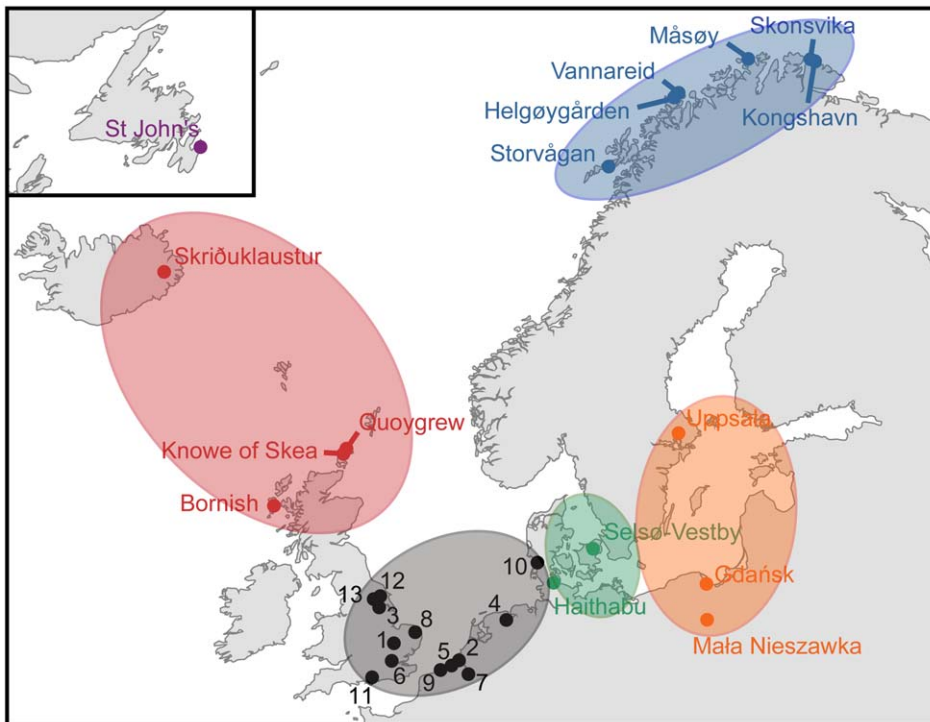 St John's
Måsøy
Skonsvika
Vannareid
Helgøygården
Kongshavn
Storvågan
Skriðuklaustur
Quoygrew
Knowe of Skea
Bornish
Uppsala
Selsø-Vestby
Haithabu
Gdańsk
Mała Nieszawka
10
12
13
3
8
4
1
5
2
6
9
7
11